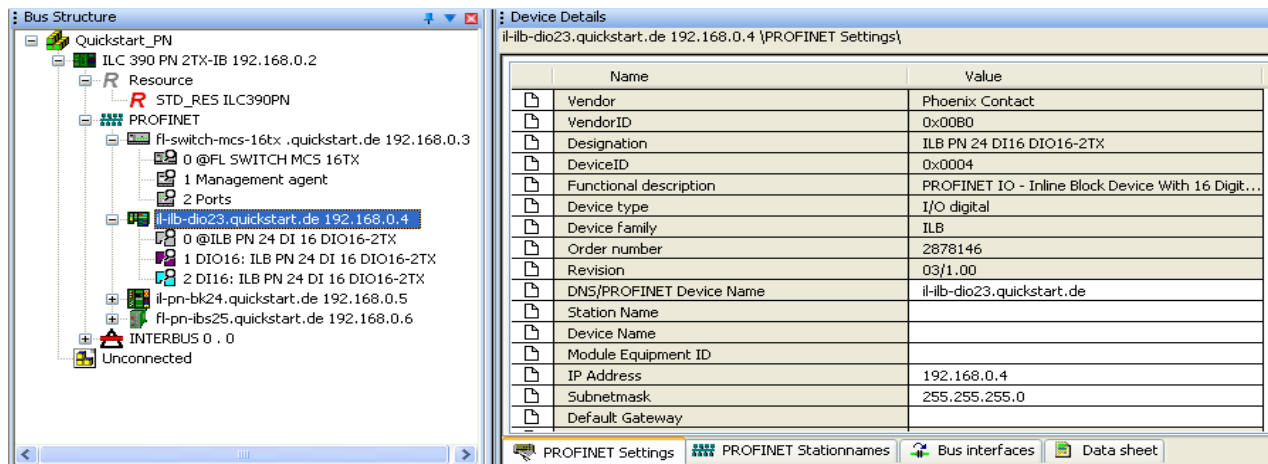 Bus Structure
Quickstart_PN
ILC 390 PN 2TX-IB 192.168.0.2
R Resource
R STD_RES ILC390PN
PROFINET
fl-switch-mcs-16tx .quickstart.de 192.168.0.3
0 @FL SWITCH MCS 16TX
1 Management agent
2 Ports
il-ilb-dio23.quickstart.de 192.168.0.4
0 @ILB PN 24 DI 16 DIO16-2TX
1 DIO16: ILB PN 24 DI 16 DIO16-2TX
2 DI16: ILB PN 24 DI 16 DIO16-2TX
il-pn-bk24.quickstart.de 192.168.0.5
fl-pn-ibs25.quickstart.de 192.168.0.6
INTERBUS 0 . 0
Unconnected
Device Details
il-ilb-dio23.quickstart.de 192.168.0.4 \PROFINET Settings\
Name Value
Vendor Phoenix Contact
VendorID 0x00B0
Designation ILB PN 24 DI16 DIO16-2TX
DeviceID 0x0004
Functional description PROFINET IO - Inline Block Device With 16 Digit...
Device type I/O digital
Device family ILB
Order number 2878146
Revision 03/1.00
DNS/PROFINET Device Name il-ilb-dio23.quickstart.de
Station Name
Device Name
Module Equipment ID
IP Address 192.168.0.4
Subnetmask 255.255.255.0
Default Gateway
PROFINET Settings PROFINET Stationnames Bus interfaces Data sheet